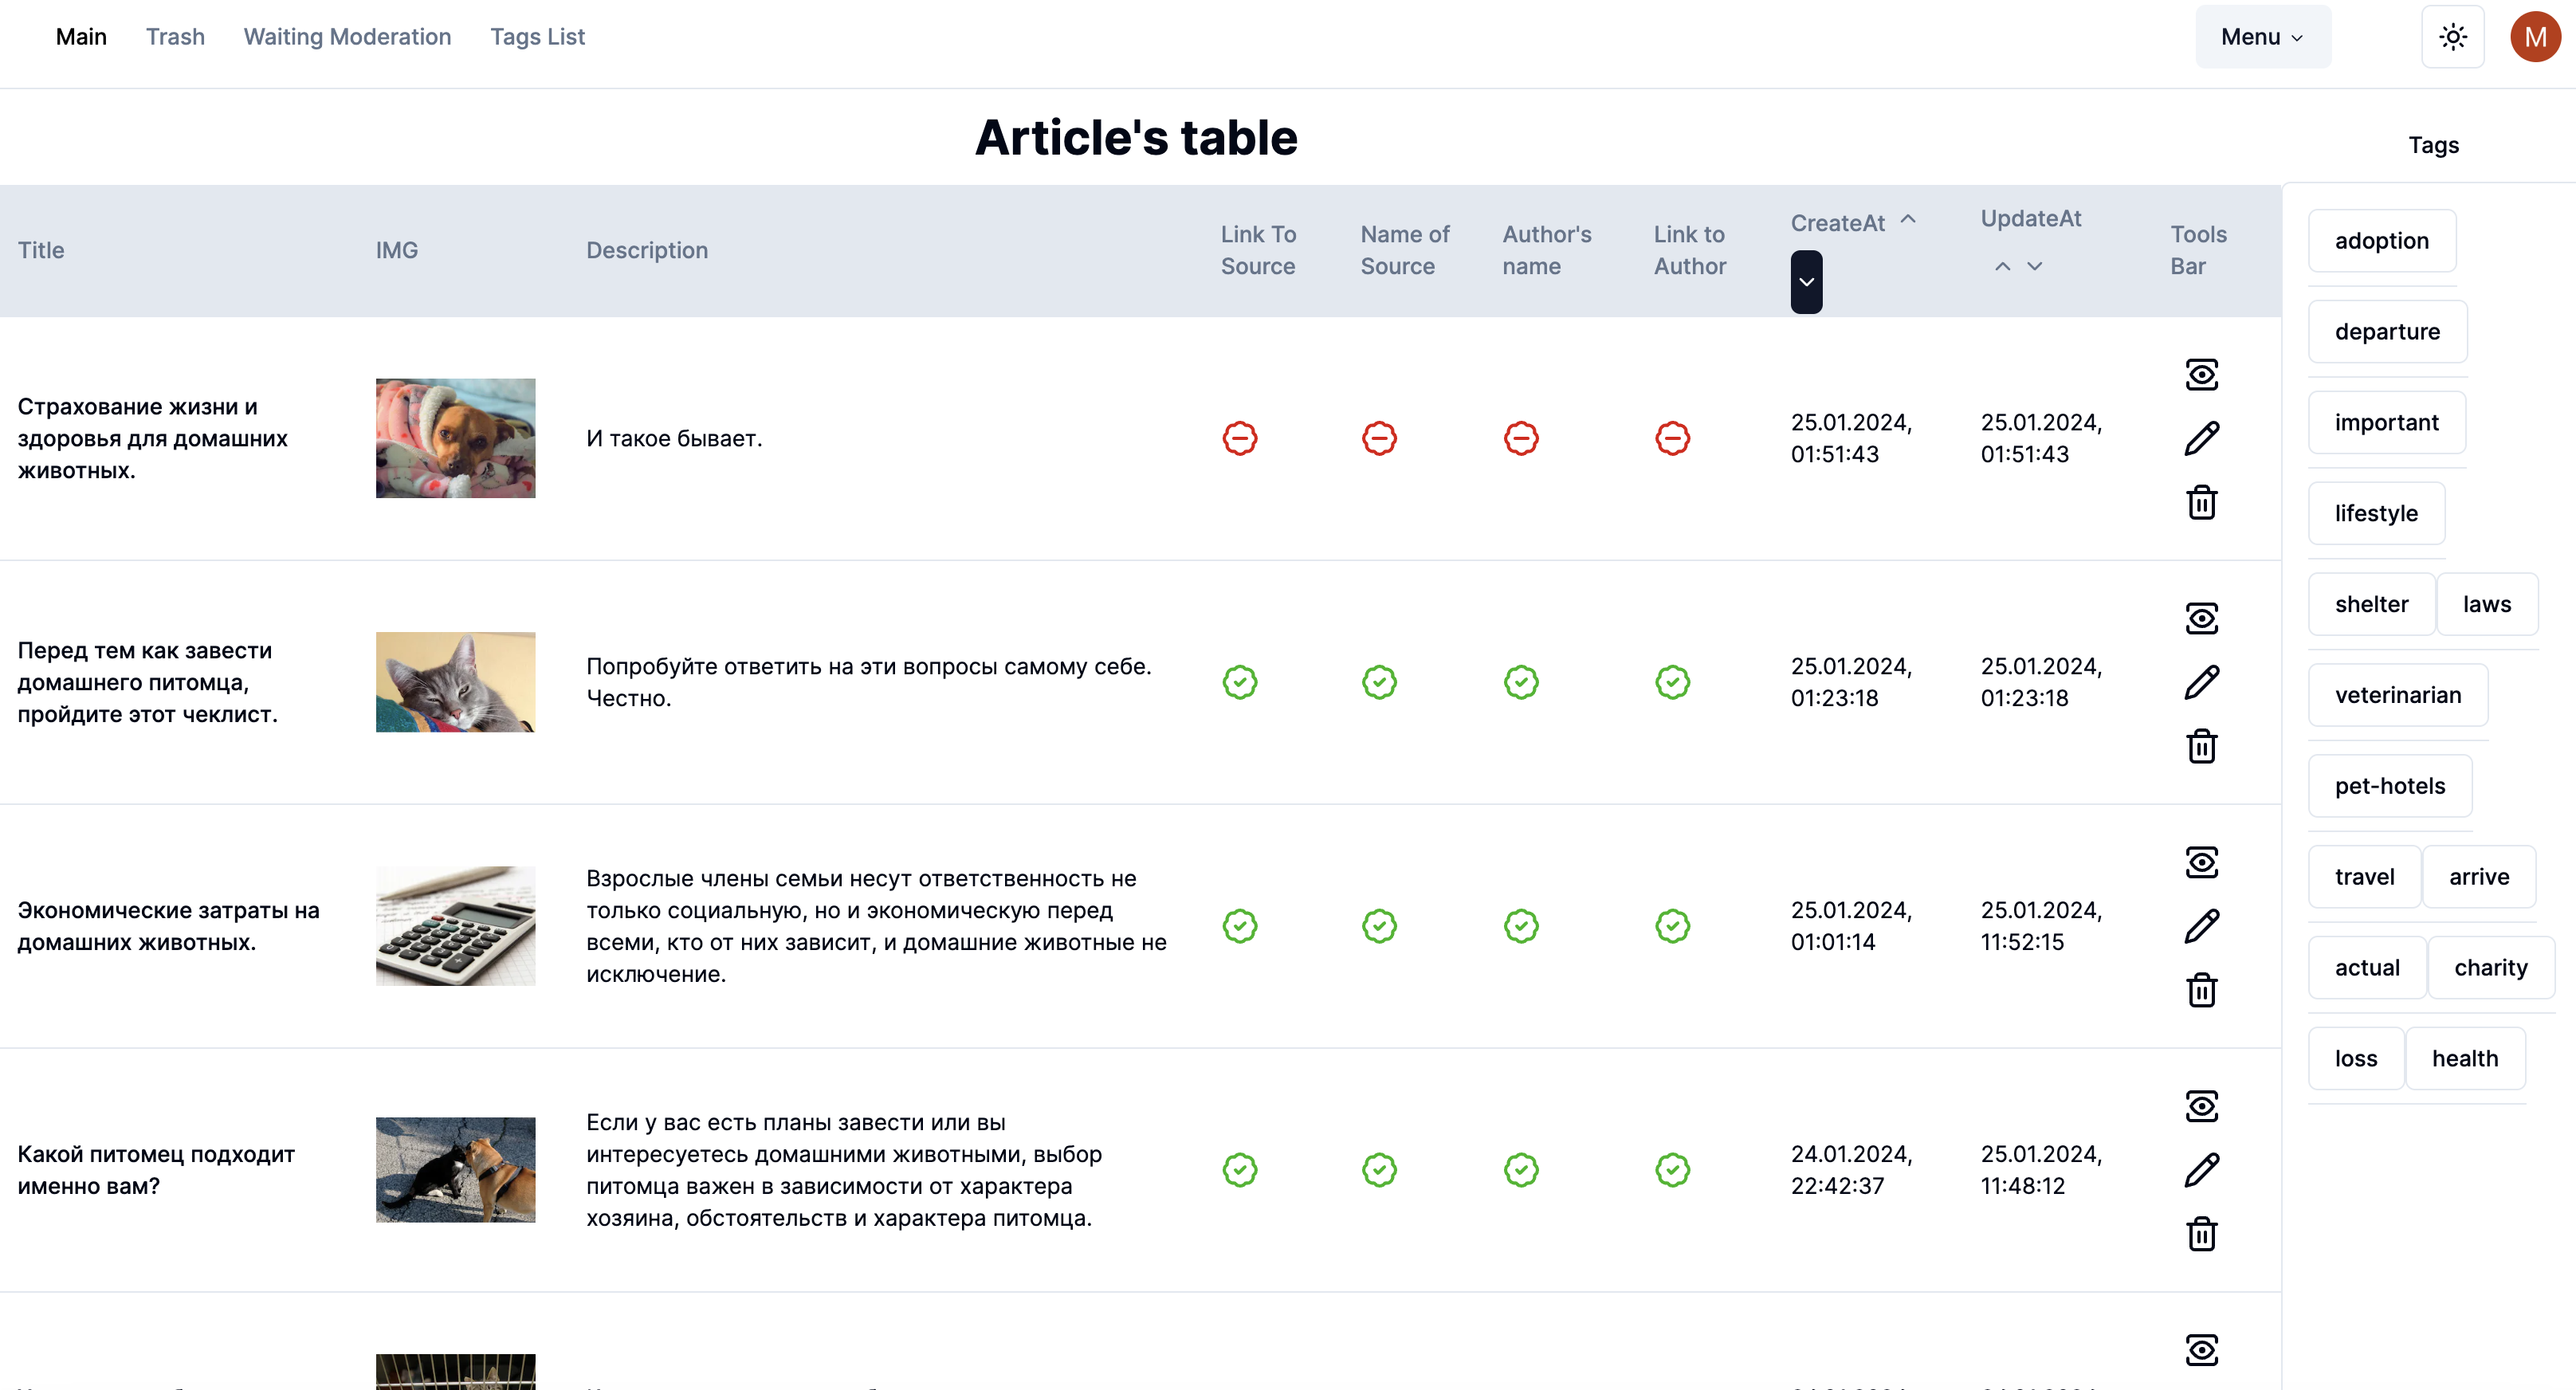 Main Trash Waiting Moderation Tags List Menu M
Article's table
Tags
Title IMG Description Link To Source Name of Source Author's name Link to Author CreateAt UpdateAt Tools Bar
Страхование жизни и
здоровья для домашних
животных.
И такое бывает.
25.01.2024,
01:51:43
25.01.2024,
01:51:43
Перед тем как завести
домашнего питомца,
пройдите этот чеклист.
Попробуйте ответить на эти вопросы самому себе.
Честно.
25.01.2024,
01:23:18
25.01.2024,
01:23:18
Экономические затраты на
домашних животных.
Взрослые члены семьи несут ответственность не
только социальную, но и экономическую перед
всеми, кто от них зависит, и домашние животные не
исключение.
25.01.2024,
01:01:14
25.01.2024,
11:52:15
Какой питомец подходит
именно вам?
Если у вас есть планы завести или вы
интересуетесь домашними животными, выбор
питомца важен в зависимости от характера
хозяина, обстоятельств и характера питомца.
24.01.2024,
22:42:37
25.01.2024,
11:48:12
adoption
departure
important
lifestyle
shelter laws
veterinarian
pet-hotels
travel arrive
actual charity
loss health